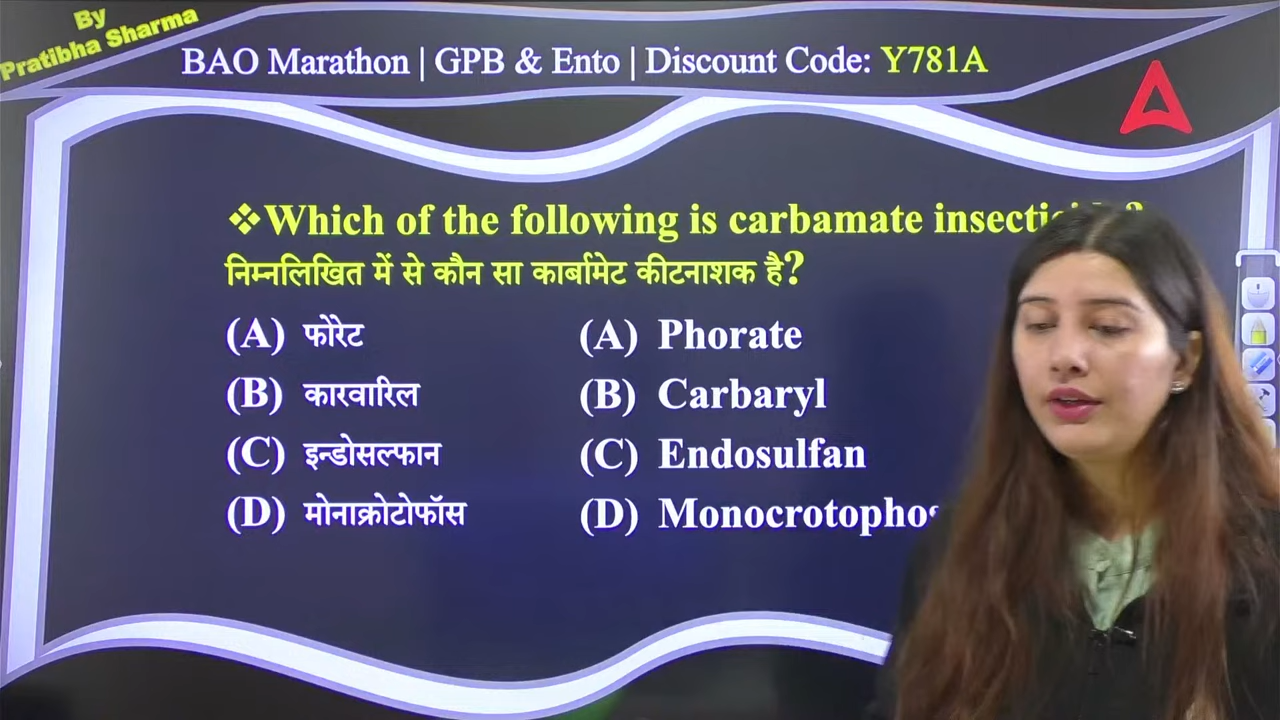 By
Pratibha Sharma
BAO Marathon | GPB & Ento | Discount Code: Y781A
❖Which of the following is carbamate
निम्नलिखित में से कौन सा कार्बामेट कीटनाशक है?
(A) फोरेट
(A) Phorate
(B) कारवारिल
(B) Carbaryl
(C) इन्डोसल्फान
(C) Endosulfan
(D) मोनाक्रोटोफॉस
(D) Monocrotophos